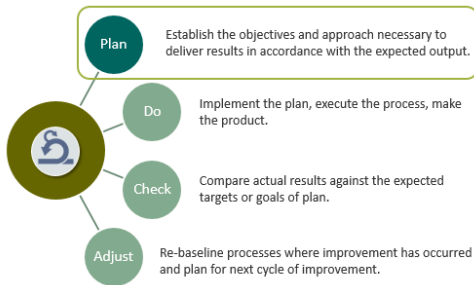 Plan
Establish the objectives and approach necessary to
deliver results in accordance with the expected output.
Do
Implement the plan, execute the process, make
the product.
Check
Compare actual results against the expected
targets or goals of plan.
Adjust
Re-baseline processes where improvement has occurred
and plan for next cycle of improvement.